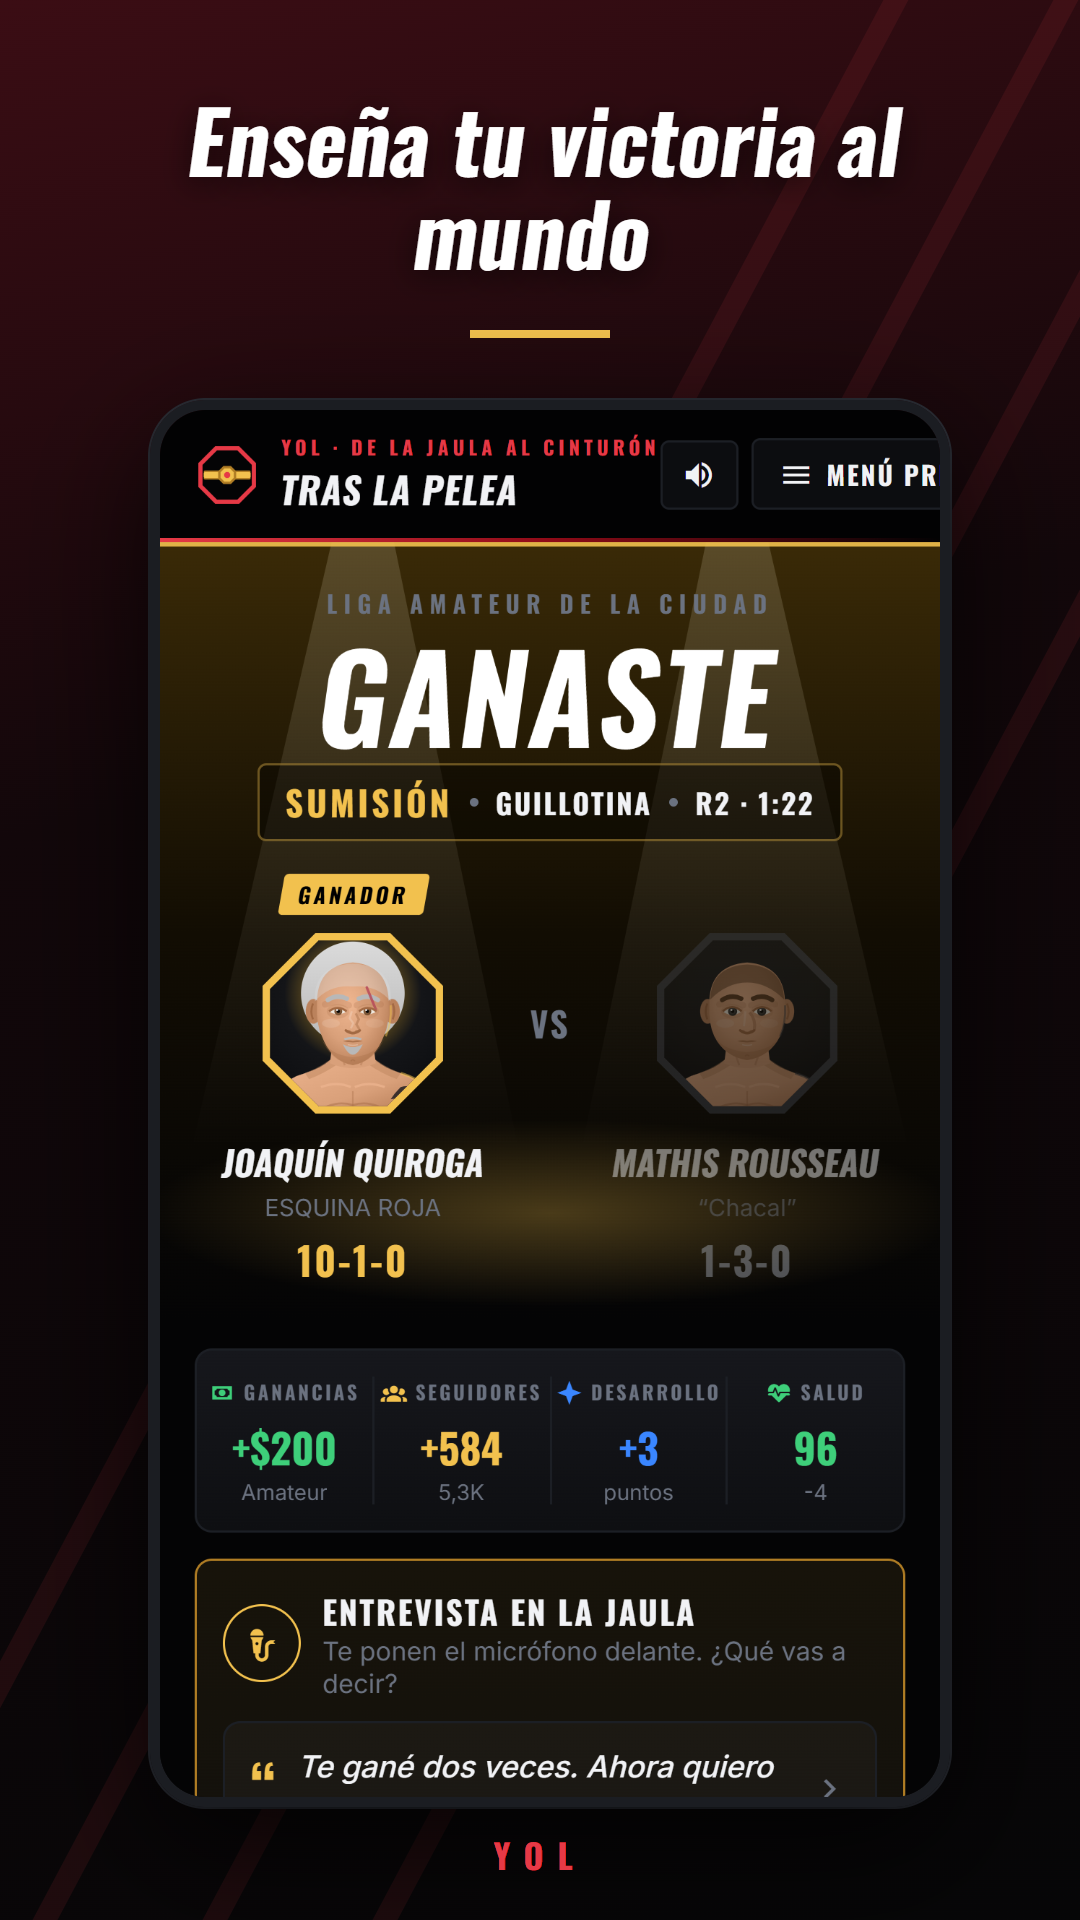 Enseña tu victoria al
mundo
YOL · DE LA JAULA AL CINTURÓN
TRAS LA PELEA
MENÚ PR
LIGA AMATEUR DE LA CIUDAD
GANASTE
SUMISIÓN • GUILLOTINA • R2 · 1:22
GANADOR
VS
JOAQUÍN QUIROGA
ESQUINA ROJA
10-1-0
MATHIS ROUSSEAU
“Chacal”
1-3-0
GANANCIAS
+$200
Amateur
SEGUIDORES
+584
5,3K
DESARROLLO
+3
puntos
SALUD
96
-4
ENTREVISTA EN LA JAULA
Te ponen el micrófono delante. ¿Qué vas a
decir?
“ Te gané dos veces. Ahora quiero
YOL